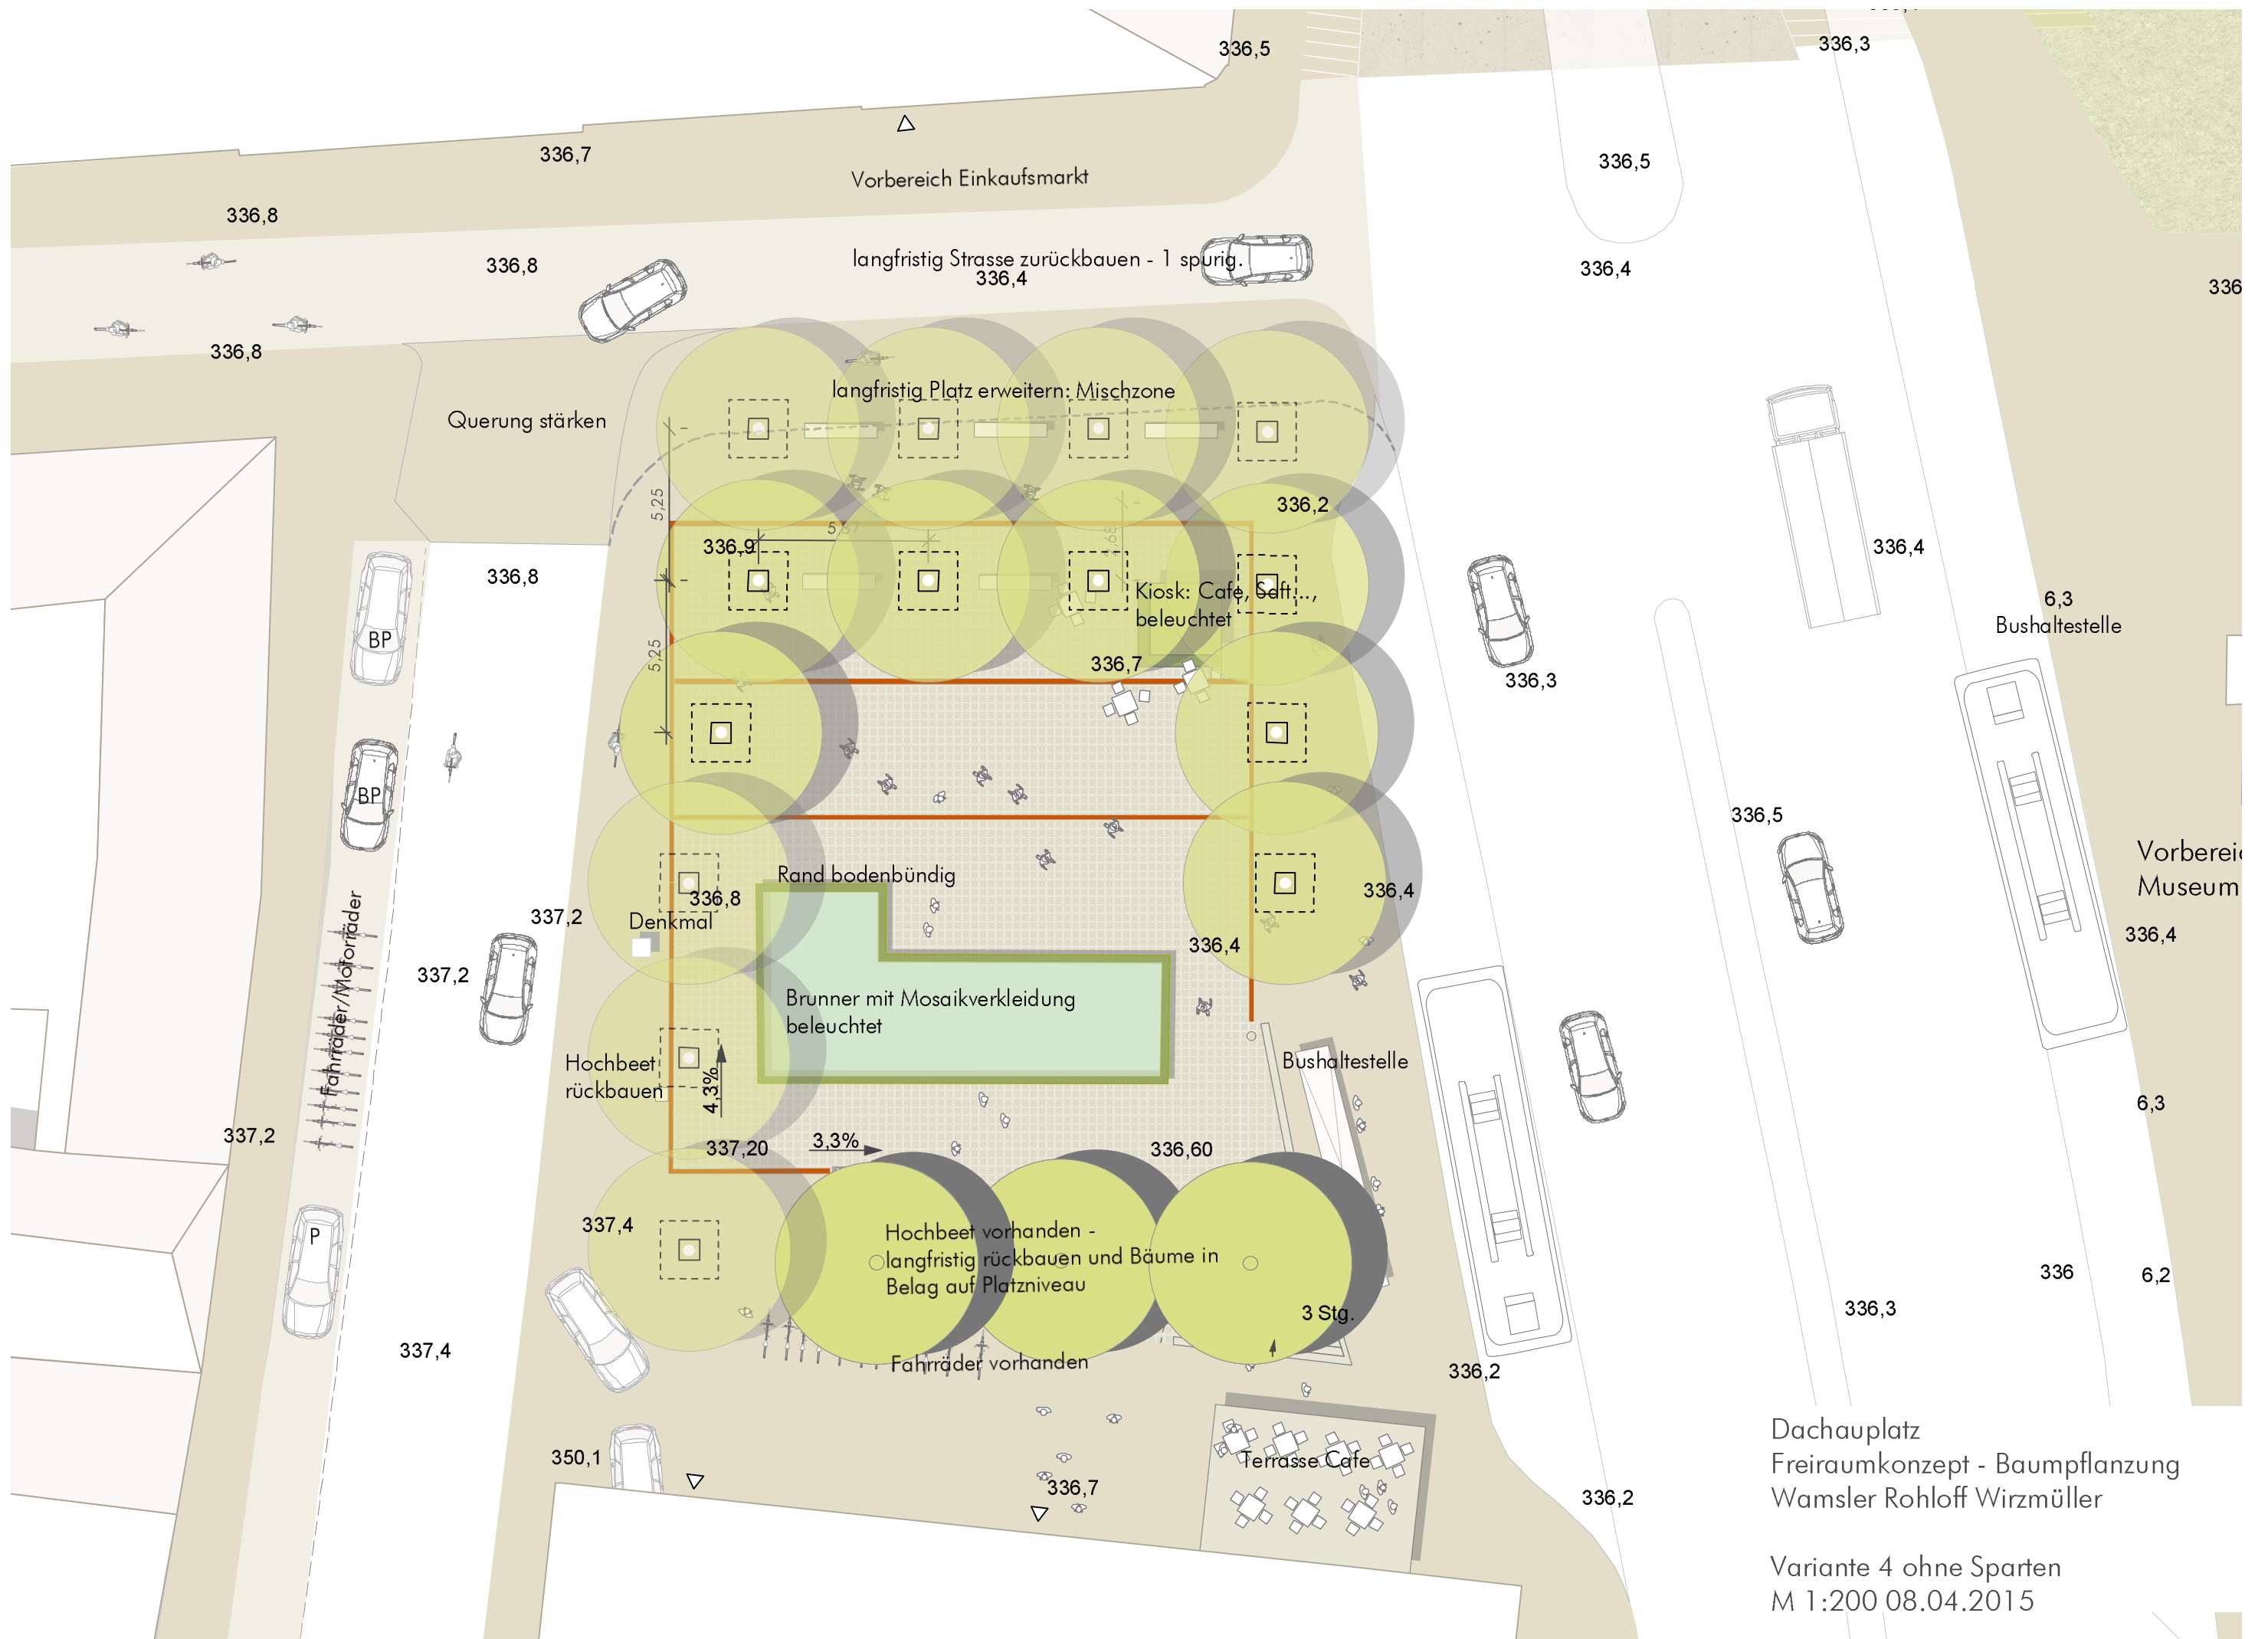 336,5
336,3
336,7
336,5
Vorbereich Einkaufsmarkt
336,8
336,8
langfristig Strasse zurückbauen - 1 spurig.
336,4
336,4
336
336,8
langfristig Platz erweitern: Mischzone
Querung stärken
5,25
336,2
336,9
336,4
336,8
Kiosk: Cafe, Saft...,
beleuchtet
6,3
Bushaltestelle
BP
5,25
336,7
336,3
BP
336,5
Vorbereic
Museum
Rand bodenbündig
336,8
336,4
Denkmal
337,2
336,4
336,4
337,2
Fahrräder/Motorräder
Brunner mit Mosaikverkleidung
beleuchtet
Hochbeet
rückbauen
4,3%
Bushaltestelle
6,3
337,2
337,20
3,3%
336,60
337,4
P
Hochbeet vorhanden -
langfristig rückbauen und Bäume in
Belag auf Platzniveau
336
6,2
336,3
3 Stg.
337,4
Fahrräder vorhanden
336,2
350,1
Terrasse Cafe
336,7
336,2
Dachauplatz
Freiraumkonzept - Baumpflanzung
Wamsler Rohloff Wirzmüller
Variante 4 ohne Sparten
M 1:200 08.04.2015